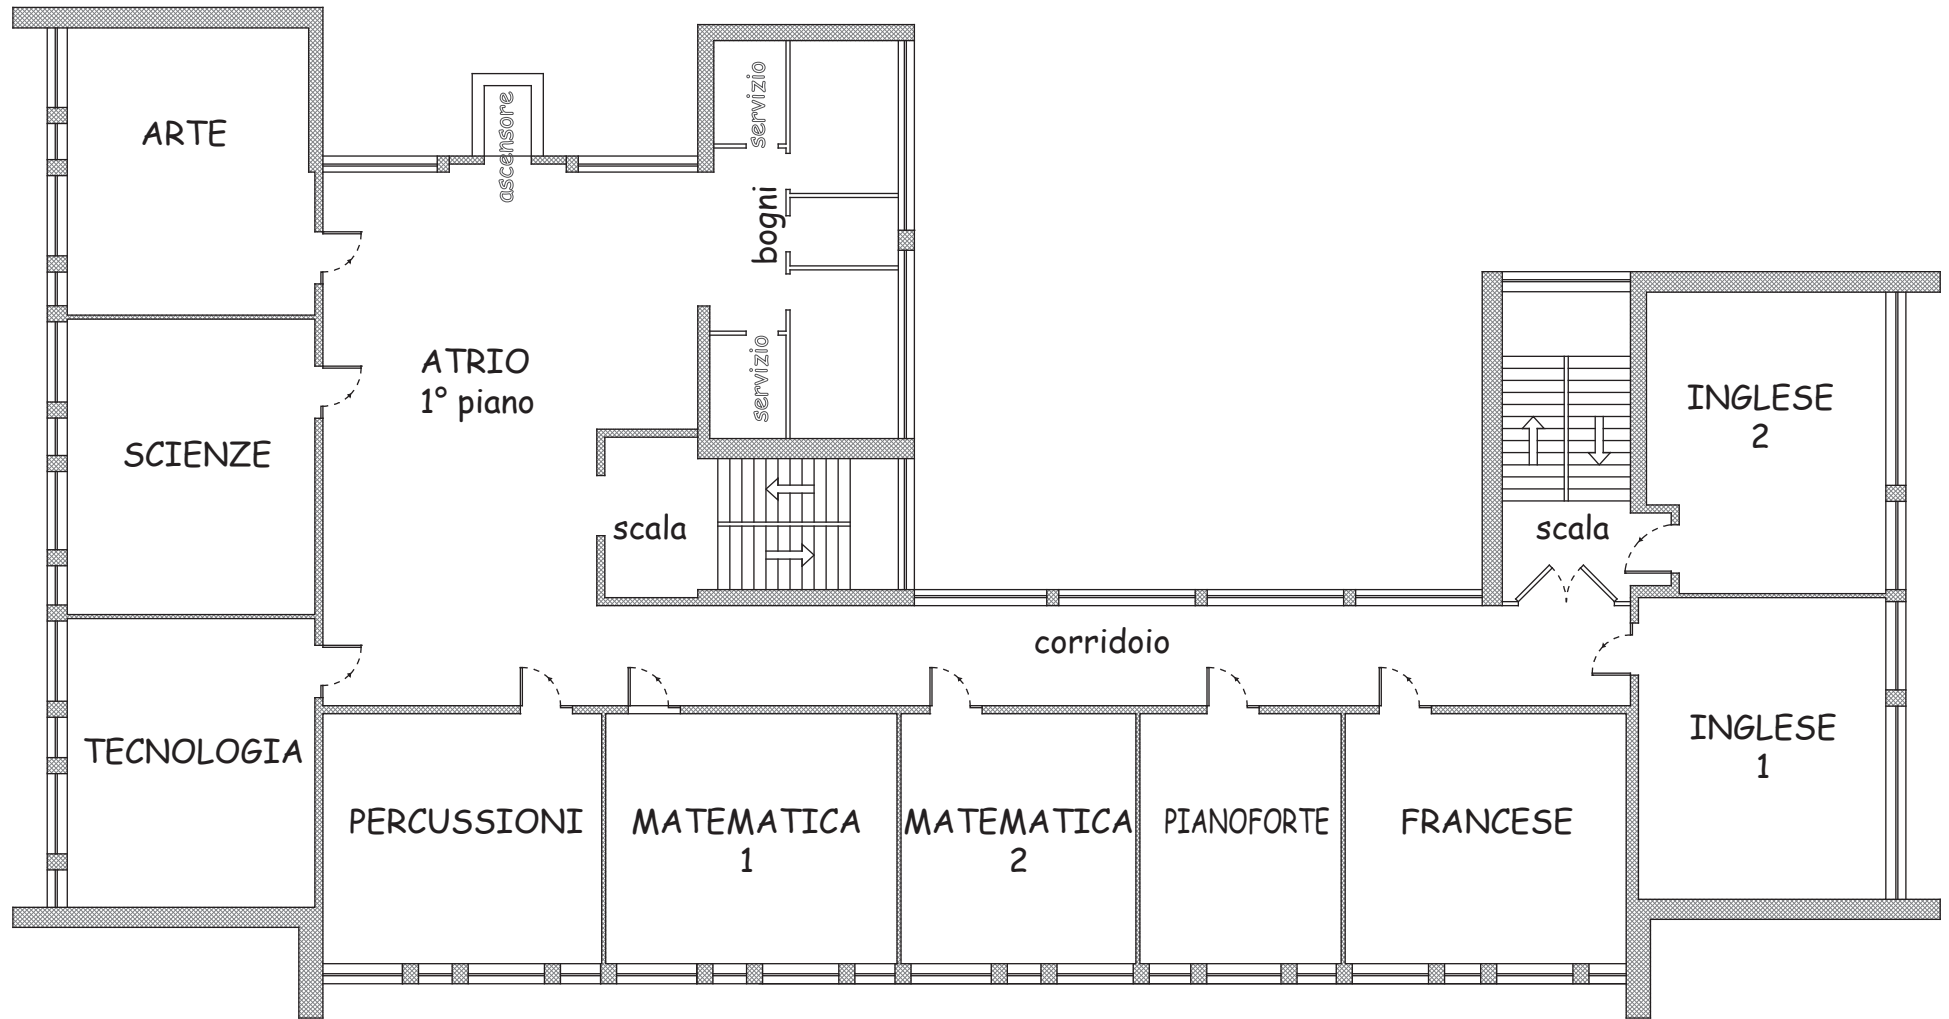 ARTE
ascensore
servizio
bogni
ATRIO
1° piano
servizio
SCIENZE
scala
scala
INGLESE
2
corridoio
TECNOLOGIA
INGLESE
1
PERCUSSIONI
MATEMATICA
1
MATEMATICA
2
PIANOFORTE
FRANCESE